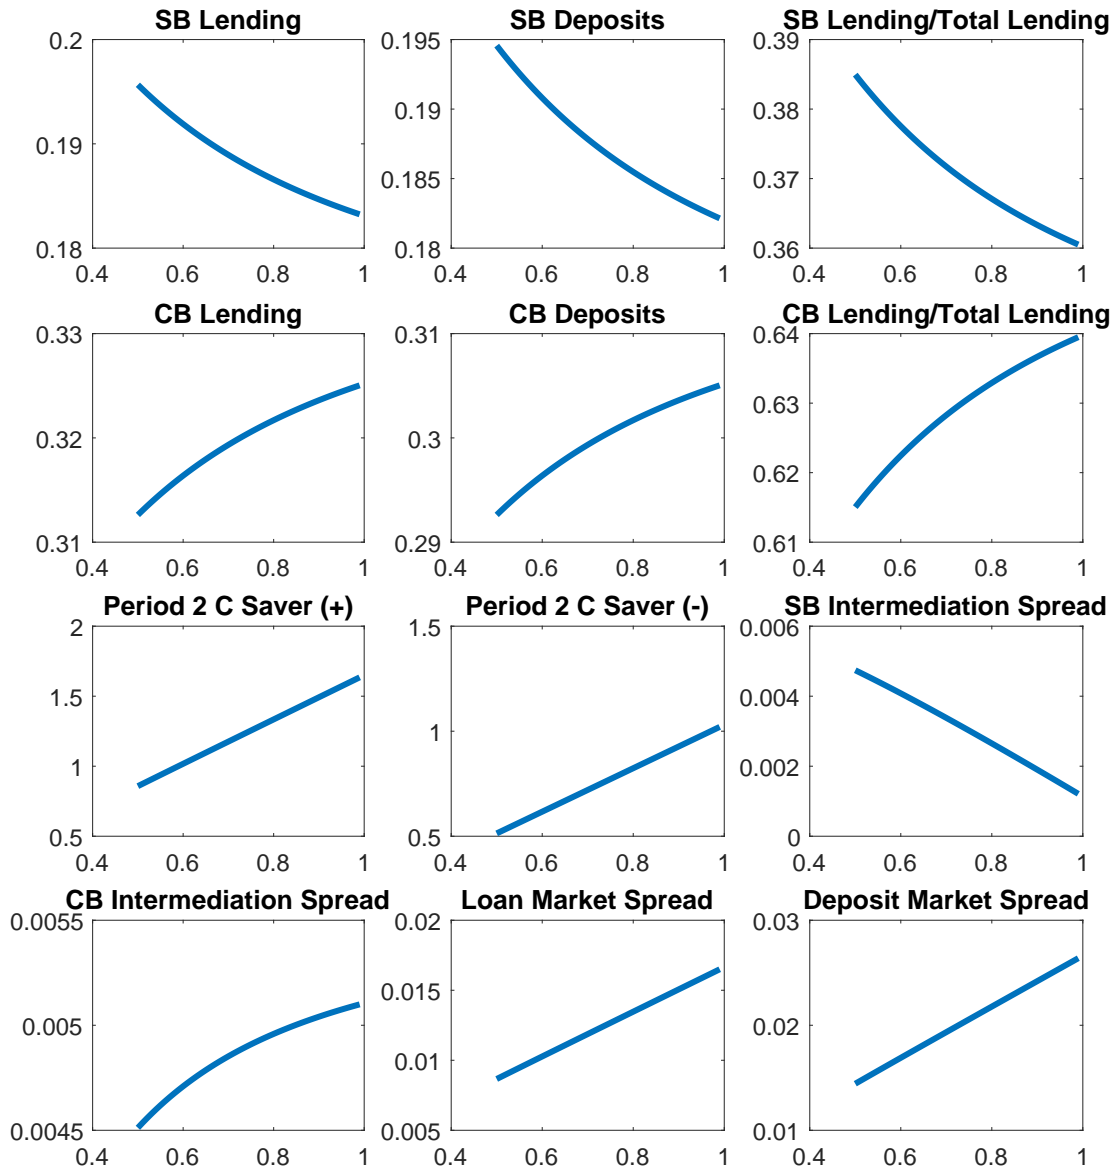 SB Lending SB Deposits SB Lending/Total Lending
0.2 0.195 0.39
0.19 0.19 0.38
0.185 0.37
0.18 0.18 0.36
0.4 0.6 0.8 1 0.4 0.6 0.8 1 0.4 0.6 0.8 1
CB Lending CB Deposits CB Lending/Total Lending
0.33 0.31 0.64
0.32 0.3 0.63
0.62
0.31 0.29 0.61
0.4 0.6 0.8 1 0.4 0.6 0.8 1 0.4 0.6 0.8 1
Period 2 C Saver (+) Period 2 C Saver (-) SB Intermediation Spread
2 1.5 0.006
1.5 1 0.004
1 0.002
0.5 0.5 0
0.4 0.6 0.8 1 0.4 0.6 0.8 1 0.4 0.6 0.8 1
CB Intermediation Spread Loan Market Spread Deposit Market Spread
0.0055 0.02 0.03
0.005 0.015 0.02
0.01
0.0045 0.005 0.01
0.4 0.6 0.8 1 0.4 0.6 0.8 1 0.4 0.6 0.8 1